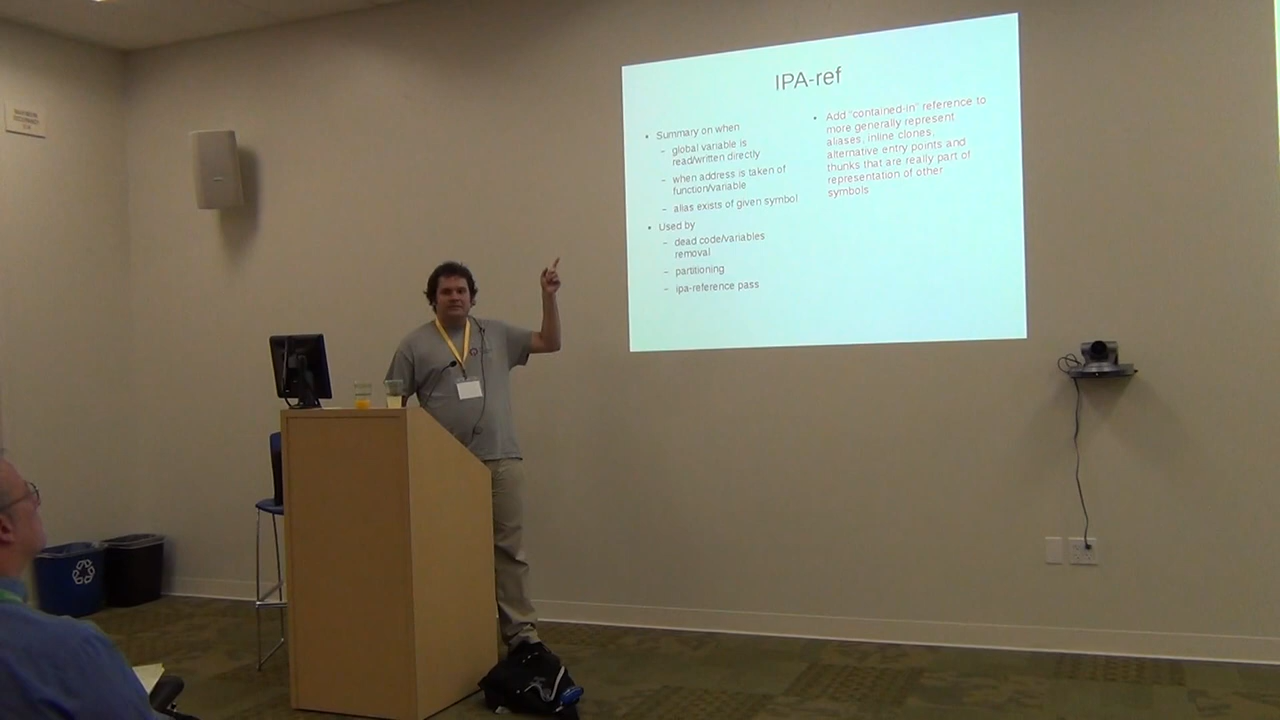 IPA-ref
• Summary on when
– global variable is
read/written directly
– when address is taken of
function/variable
– alias exists of given symbol
• Used by
– dead code/variables
removal
– partitioning
– ipa-reference pass
• Add "contained-in" reference to
more generally represent
aliases, inline clones,
alternative entry points and
thunks that are really part of
representation of other
symbols